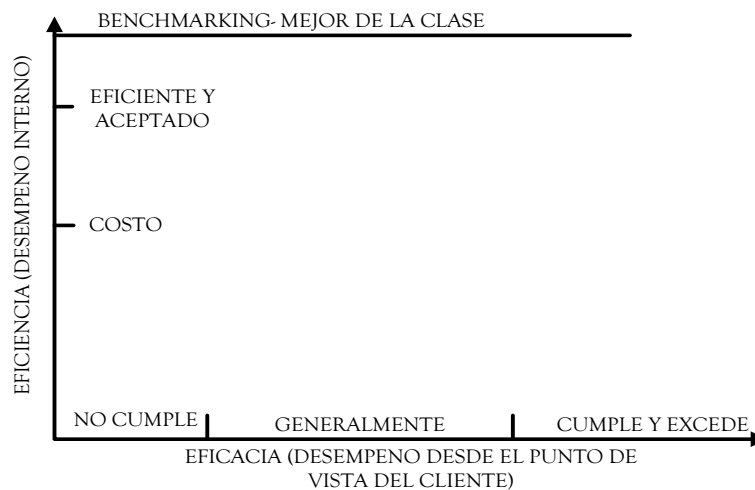 BENCHMARKING- MEJOR DE LA CLASE
EFICIENTE Y
ACEPTADO
COSTO
EFICIENCIA (DESEMPENO INTERNO)
NO CUMPLE
GENERALMENTE
CUMPLE Y EXCEDE
EFICACIA (DESEMPENO DESDE EL PUNTO DE
VISTA DEL CLIENTE)